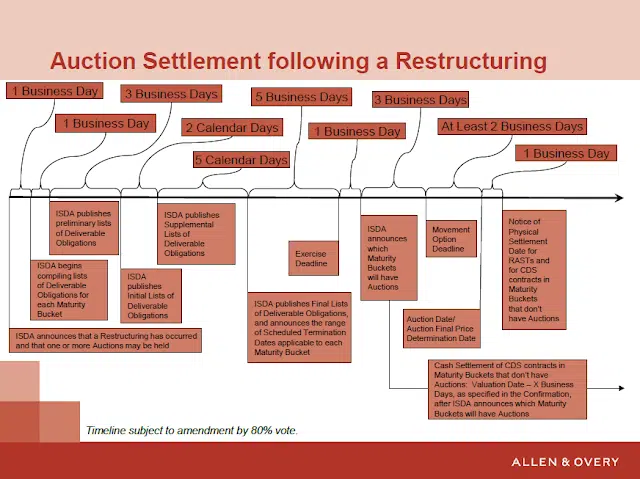 Auction Settlement following a Restructuring
1 Business Day
3 Business Days
5 Business Days
3 Business Days
1 Business Day
2 Calendar Days
1 Business Day
At Least 2 Business Days
5 Calendar Days
1 Business Day
ISDA publishes
preliminary lists
of Deliverable
Obligations
ISDA publishes
Supplemental
Lists of
Deliverable
Obligations
Exercise
Deadline
ISDA
announces
which
Maturity
Buckets
will have
Auctions
Movement
Option
Deadline
Notice of
Physical
Settlement
Date for
RASTs and
for CDS
contracts in
Maturity
Buckets
that don't
have Auctions
ISDA begins
compiling lists
of Deliverable
Obligations for
each Maturity
Bucket
ISDA
publishes
Initial Lists of
Deliverable
Obligations
ISDA publishes Final Lists
of Deliverable Obligations,
and announces the range
of Scheduled Termination
Dates applicable to each
Maturity Bucket
Auction Date/
Auction Final Price
Determination Date
ISDA announces that a Restructuring has occurred
and that one or more Auctions may be held
Cash Settlement of CDS contracts in
Maturity Buckets that don't have
Auctions: Valuation Date – X Business
Days, as specified in the Confirmation,
after ISDA announces which Maturity
Buckets will have Auctions
Timeline subject to amendment by 80% vote.
ALLEN & OVERY